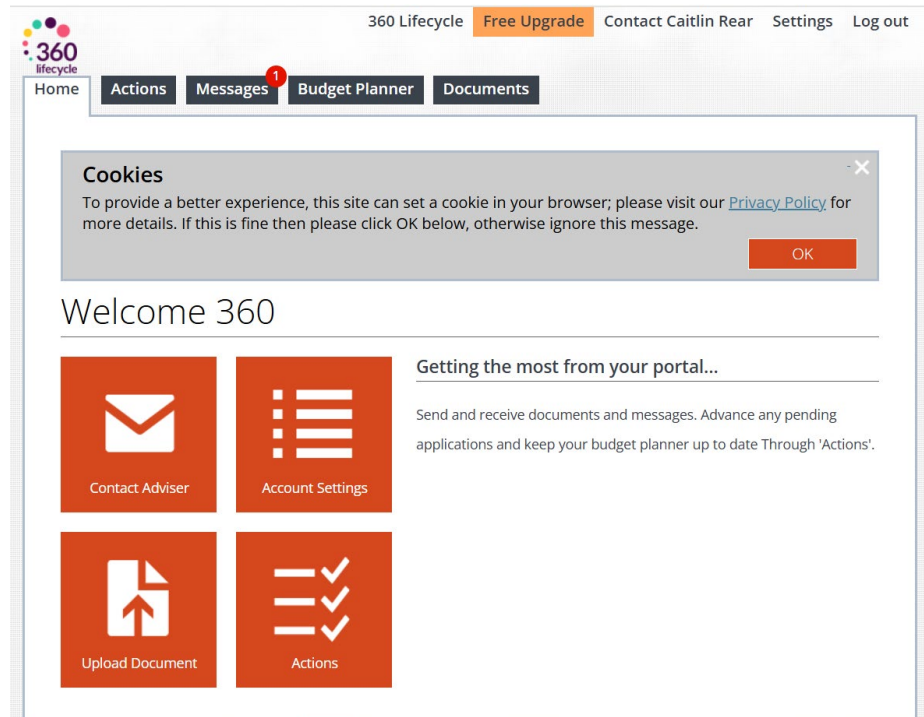 360 Lifecycle Free Upgrade Contact Caitlin Rear Settings Log out
360
lifecycle
Home Actions Messages 1 Budget Planner Documents
Cookies
To provide a better experience, this site can set a cookie in your browser; please visit our Privacy Policy for
more details. If this is fine then please click OK below, otherwise ignore this message.
OK
Welcome 360
Getting the most from your portal...
Send and receive documents and messages. Advance any pending
applications and keep your budget planner up to date Through 'Actions'.
Contact Adviser Account Settings
Upload Document Actions